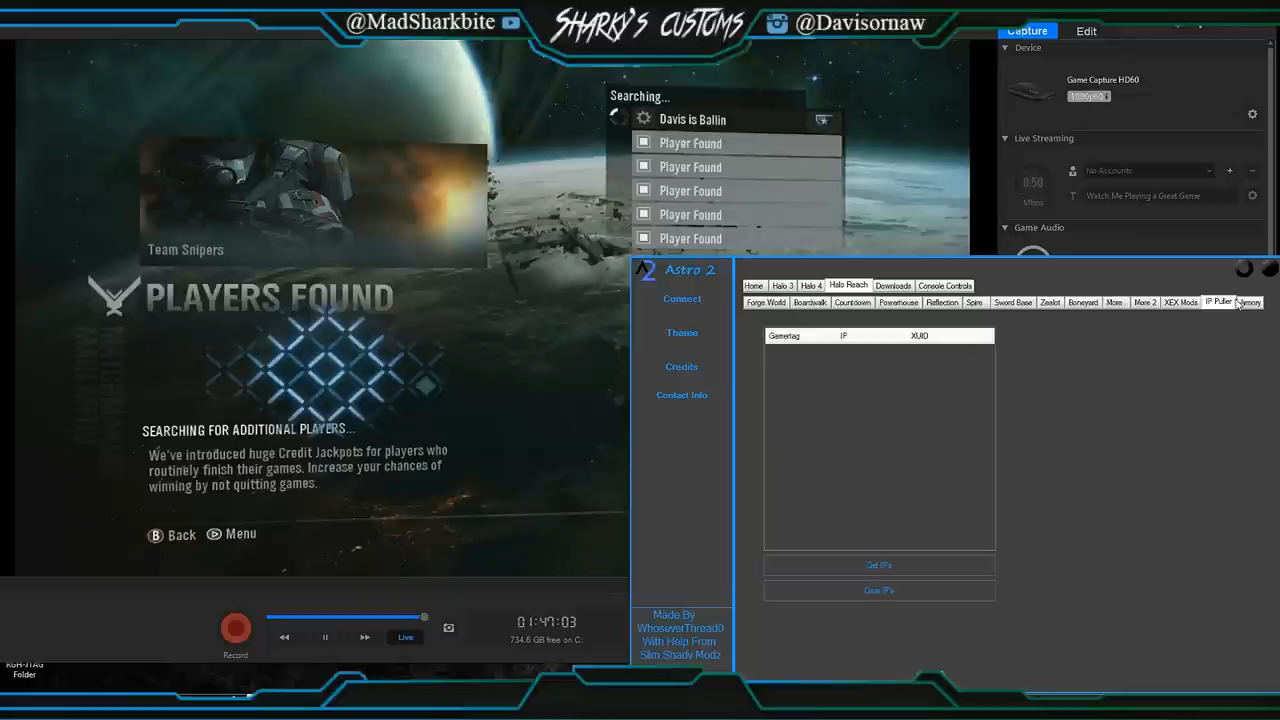 @MadSharkbite
SHARKY'S CUSTOMS
@Davisornaw
Capture Edit
Device
Game Capture HD60
Live Streaming
0.50
Mbps
No Accounts
T Watch Me Playing a Great Game
Game Audio
Searching...
Davis is Ballin
Player Found
Player Found
Player Found
Player Found
Player Found
Team Snipers
PLAYERS FOUND
SEARCHING FOR ADDITIONAL PLAYERS...
We've introduced huge Credit Jackpots for players who
routinely finish their games. Increase your chances of
winning by not quitting games.
B Back Menu
Record
Live
01:47:03
734.6 GB free on C:
RGH-JTAG
Folder
A2 Astro 2
Connect
Theme
Credits
Contact Info
Made By
WhoseverThread0
With Help From
Slim Shady Modz
Home Halo 3 Halo 4 Halo Reach Downloads Console Controls
Forge World Boardwalk Countdown Powerhouse Reflection Spire Sword Base Zealot Boneyard More More 2 XEX Mods IP Puller
Gamertag IP XUID
Get IP's
Clear IP's